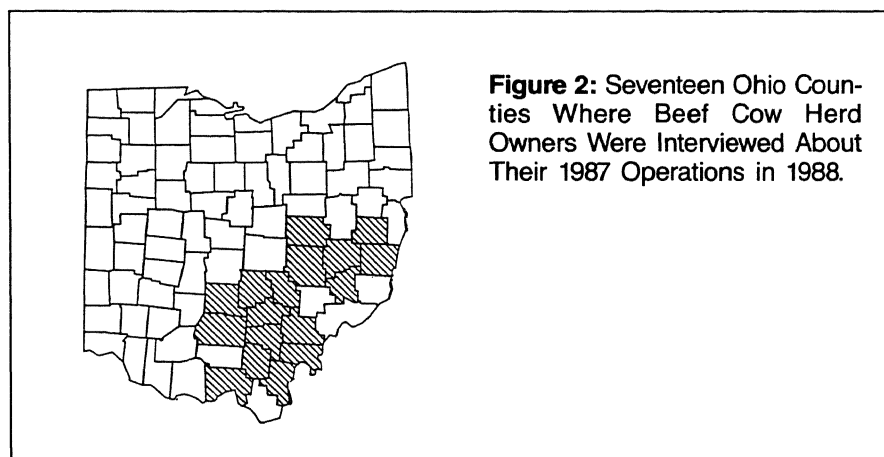 Figure 2: Seventeen Ohio Coun-
ties Where Beef Cow Herd
Owners Were Interviewed About
Their 1987 Operations in 1988.